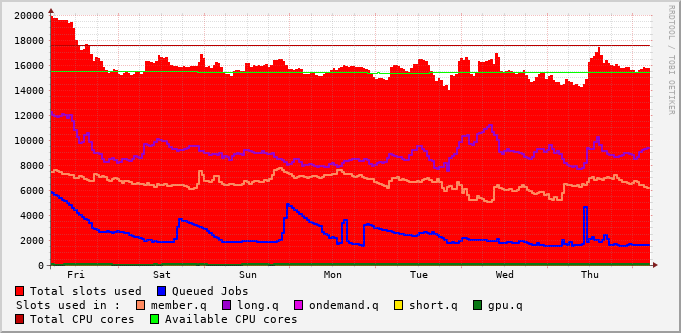 20000
18000
16000
14000
12000
10000
8000
6000
4000
2000
0
Fri Sat Sun Mon Tue Wed Thu
Total slots used Queued Jobs
Slots used in : member.q long.q ondemand.q short.q gpu.q
Total CPU cores Available CPU cores
RRDTOOL / TOBI OETIKER